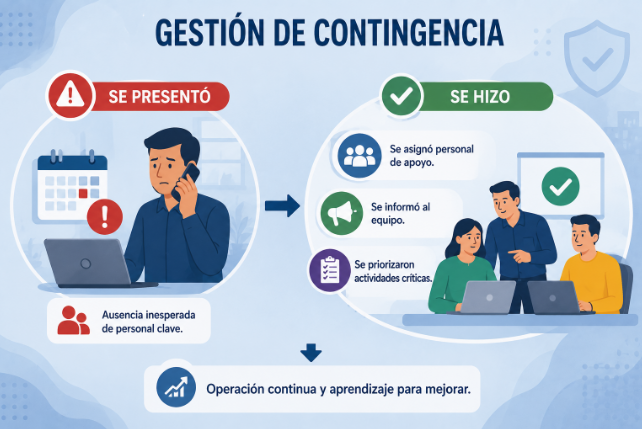 GESTIÓN DE CONTINGENCIA
SE PRESENTÓ
Ausencia inesperada
de personal clave.
SE HIZO
Se asignó personal
de apoyo.
Se informó al
equipo.
Se priorizaron
actividades críticas.
Operación continua y aprendizaje para mejorar.